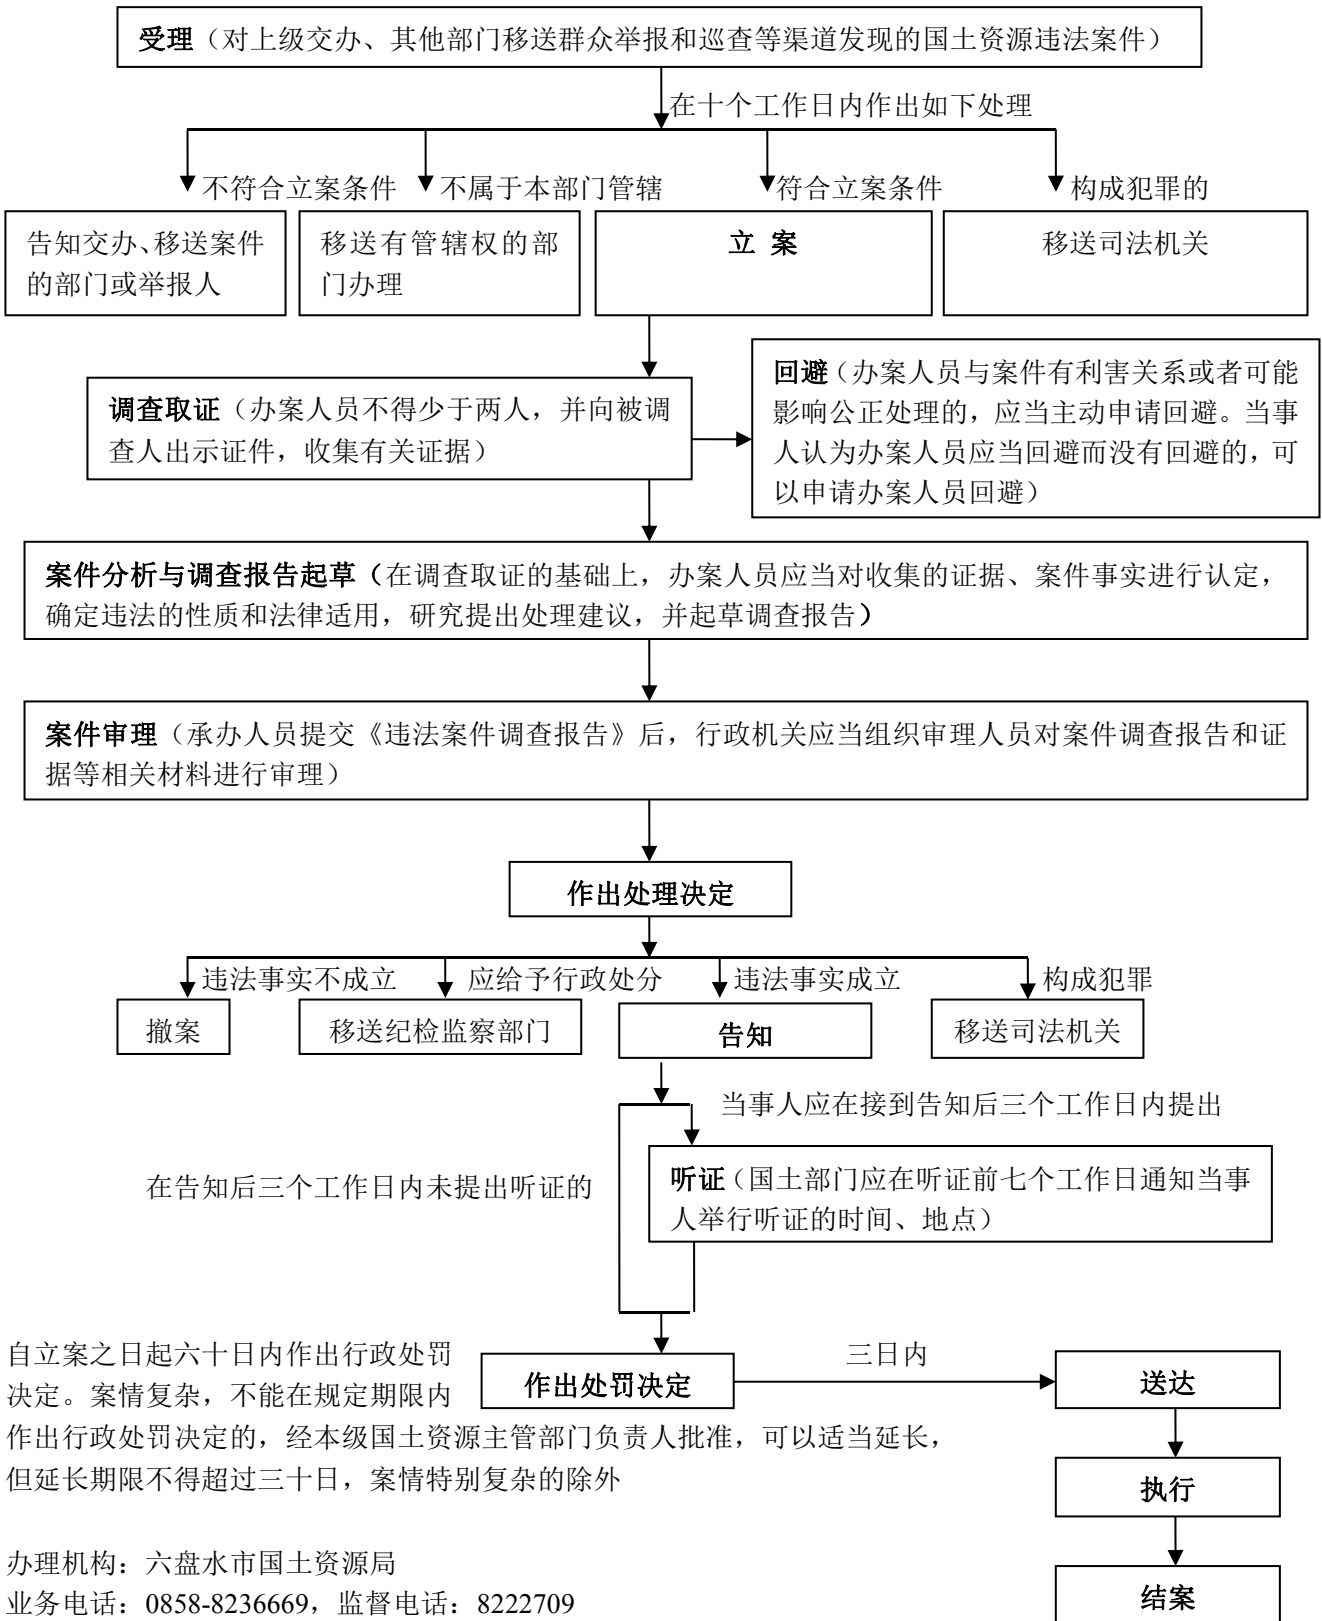 受理（对上级交办、其他部门移送群众举报和巡查等渠道发现的国土资源违法案件）
在十个工作日内作出如下处理
不符合立案条件
不属于本部门管辖
符合立案条件
构成犯罪的
告知交办、移送案件
的部门或举报人
移送有管辖权的部
门办理
立 案
移送司法机关
回避（办案人员与案件有利害关系或者可能
影响公正处理的，应当主动申请回避。当事
人认为办案人员应当回避而没有回避的，可
以申请办案人员回避）
调查取证（办案人员不得少于两人，并向被调
查人出示证件，收集有关证据）
案件分析与调查报告起草（在调查取证的基础上，办案人员应当对收集的证据、案件事实进行认定，
确定违法的性质和法律适用，研究提出处理建议，并起草调查报告）
案件审理（承办人员提交《违法案件调查报告》后，行政机关应当组织审理人员对案件调查报告和证
据等相关材料进行审理）
作出处理决定
违法事实不成立
应给予行政处分
违法事实成立
构成犯罪
撤案
移送纪检监察部门
告知
移送司法机关
当事人应在接到告知后三个工作日内提出
在告知后三个工作日内未提出听证的
听证（国土部门应在听证前七个工作日通知当事
人举行听证的时间、地点）
作出处罚决定
三日内
送达
执行
结案
自立案之日起六十日内作出行政处罚
决定。案情复杂，不能在规定期限内
作出行政处罚决定的，经本级国土资源主管部门负责人批准，可以适当延长，
但延长期限不得超过三十日，案情特别复杂的除外
办理机构：六盘水市国土资源局
业务电话：0858-8236669，监督电话：8222709